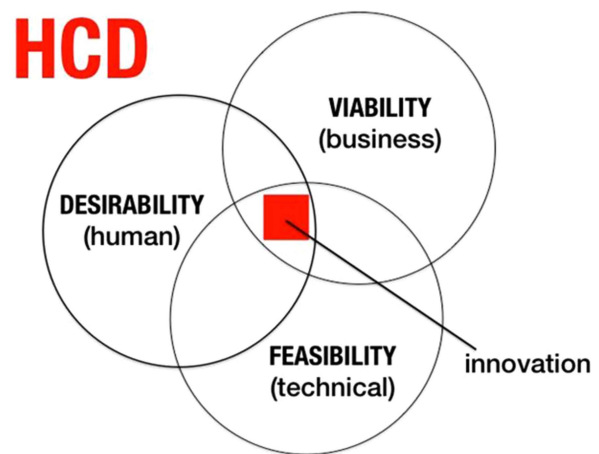 HCD
VIABILITY
(business)
DESIRABILITY
(human)
FEASIBILITY
(technical)
innovation